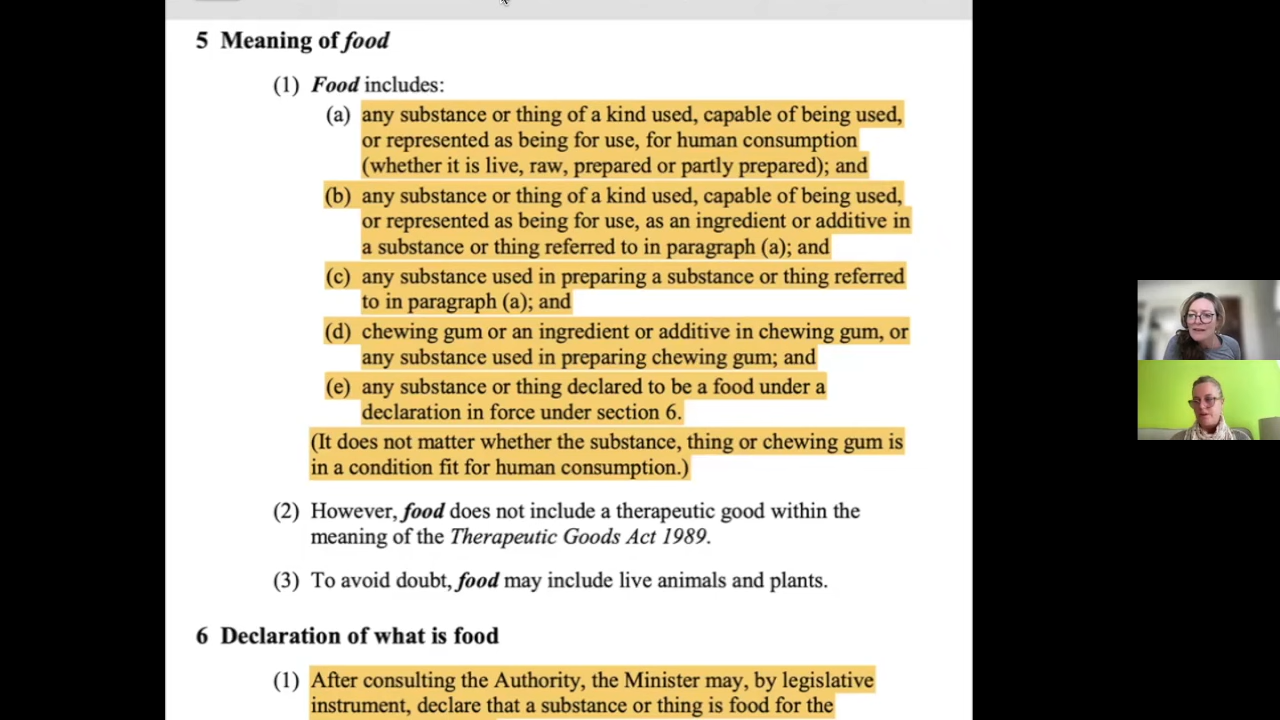 5 Meaning of food
(1) Food includes:
(a) any substance or thing of a kind used, capable of being used,
or represented as being for use, for human consumption
(whether it is live, raw, prepared or partly prepared); and
(b) any substance or thing of a kind used, capable of being used,
or represented as being for use, as an ingredient or additive in
a substance or thing referred to in paragraph (a); and
(c) any substance used in preparing a substance or thing referred
to in paragraph (a); and
(d) chewing gum or an ingredient or additive in chewing gum, or
any substance used in preparing chewing gum; and
(e) any substance or thing declared to be a food under a
declaration in force under section 6.
(It does not matter whether the substance, thing or chewing gum is
in a condition fit for human consumption.)
(2) However, food does not include a therapeutic good within the
meaning of the Therapeutic Goods Act 1989.
(3) To avoid doubt, food may include live animals and plants.
6 Declaration of what is food
(1) After consulting the Authority, the Minister may, by legislative
instrument, declare that a substance or thing is food for the